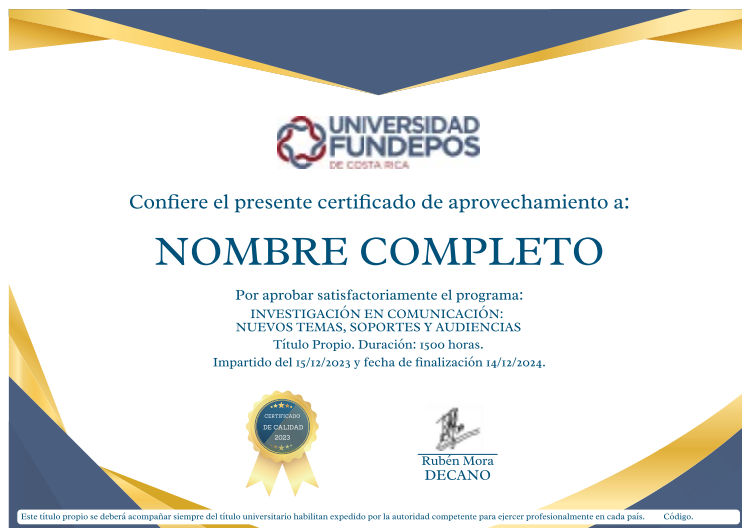 UNIVERSIDAD
FUNDEPOS
DE COSTA RICA
Confiere el presente certificado de aprovechamiento a:
NOMBRE COMPLETO
Por aprobar satisfactoriamente el programa:
INVESTIGACIÓN EN COMUNICACIÓN:
NUEVOS TEMAS, SOPORTES Y AUDIENCIAS
Título Propio. Duración: 1500 horas.
Impartido del 15/12/2023 y fecha de finalización 14/12/2024.
CERTIFICADO
DE CALIDAD
2023
Rubén Mora
DECANO
Este título propio se deberá acompañar siempre del título universitario habilitan expedido por la autoridad competente para ejercer profesionalmente en cada país. Código.